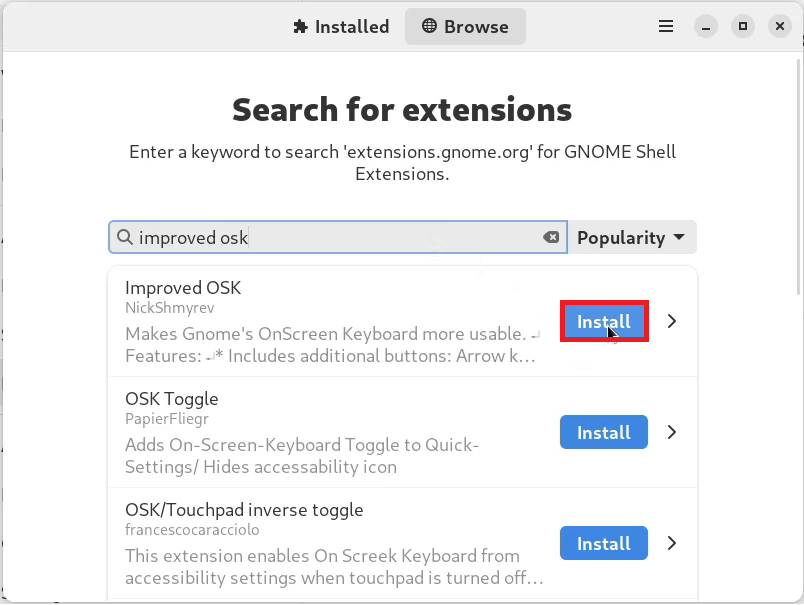 Installed
Browse
Search for extensions
Enter a keyword to search 'extensions.gnome.org' for GNOME Shell
Extensions.
improved osk
Popularity
Improved OSK
NickShmyrev
Makes Gnome's OnScreen Keyboard more usable. ↵
Features: ↵* Includes additional buttons: Arrow k...
Install
OSK Toggle
PapierFliegr
Adds On-Screen-Keyboard Toggle to Quick-
Settings/ Hides accessability icon
Install
OSK/Touchpad inverse toggle
francescocaracciolo
This extension enables On Screek Keyboard from
accessibility settings when touchpad is turned off...
Install